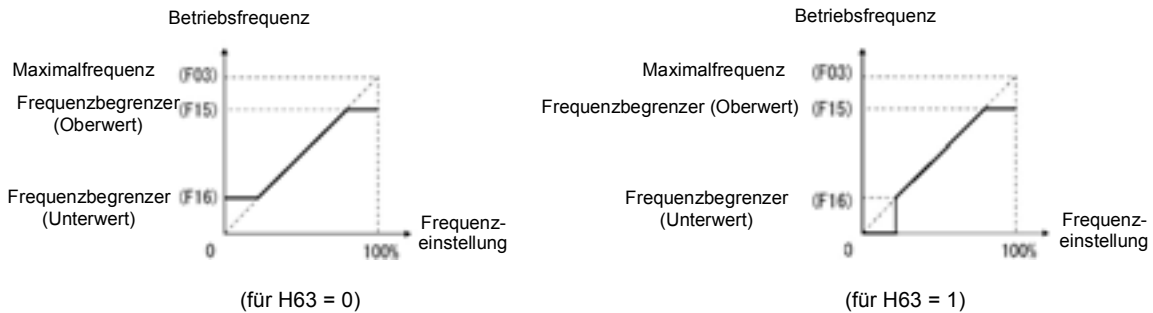 Betriebsfrequenz
Maximalfrequenz (F03)
Frequenzbegrenzer (Oberwert) (F15)
Frequenzbegrenzer (Unterwert) (F16)
0
100%
Frequenz-
einstellung
(für H63 = 0)
Betriebsfrequenz
Maximalfrequenz (F03)
Frequenzbegrenzer (Oberwert) (F15)
Frequenzbegrenzer (Unterwert) (F16)
0
100%
Frequenz-
einstellung
(für H63 = 1)